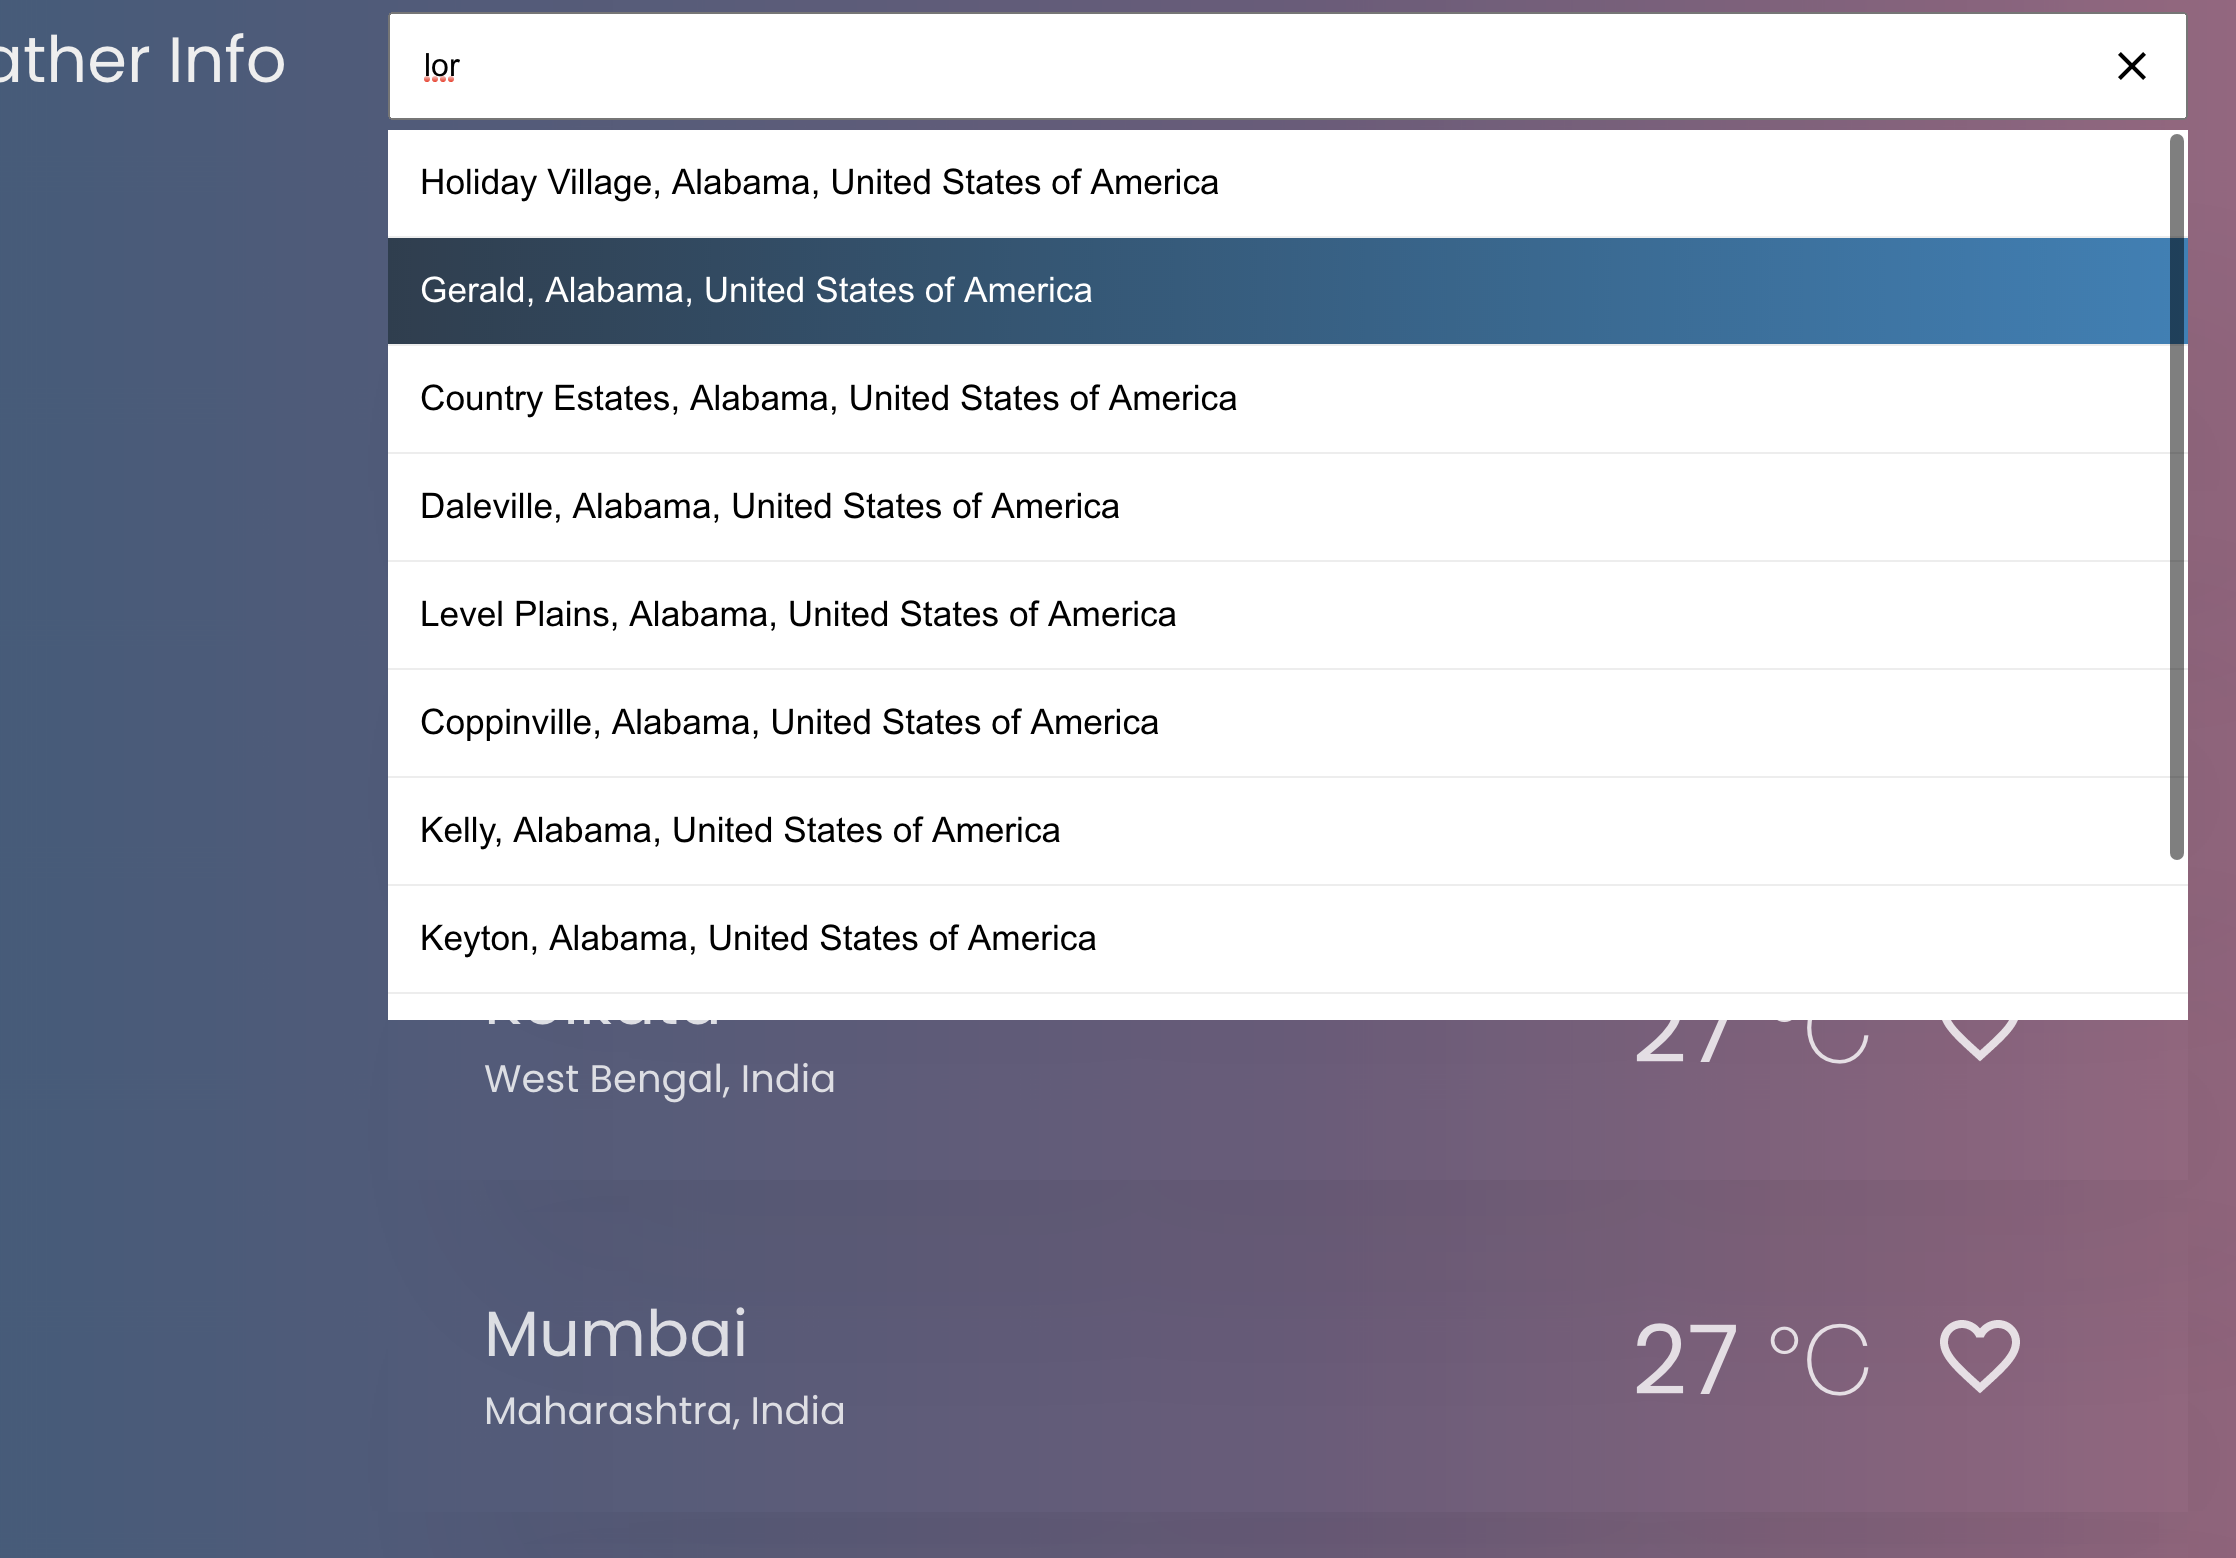 ather Info
lor
Holiday Village, Alabama, United States of America
Gerald, Alabama, United States of America
Country Estates, Alabama, United States of America
Daleville, Alabama, United States of America
Level Plains, Alabama, United States of America
Coppinville, Alabama, United States of America
Kelly, Alabama, United States of America
Keyton, Alabama, United States of America
27 °C
West Bengal, India
Mumbai
27 °C
Maharashtra, India